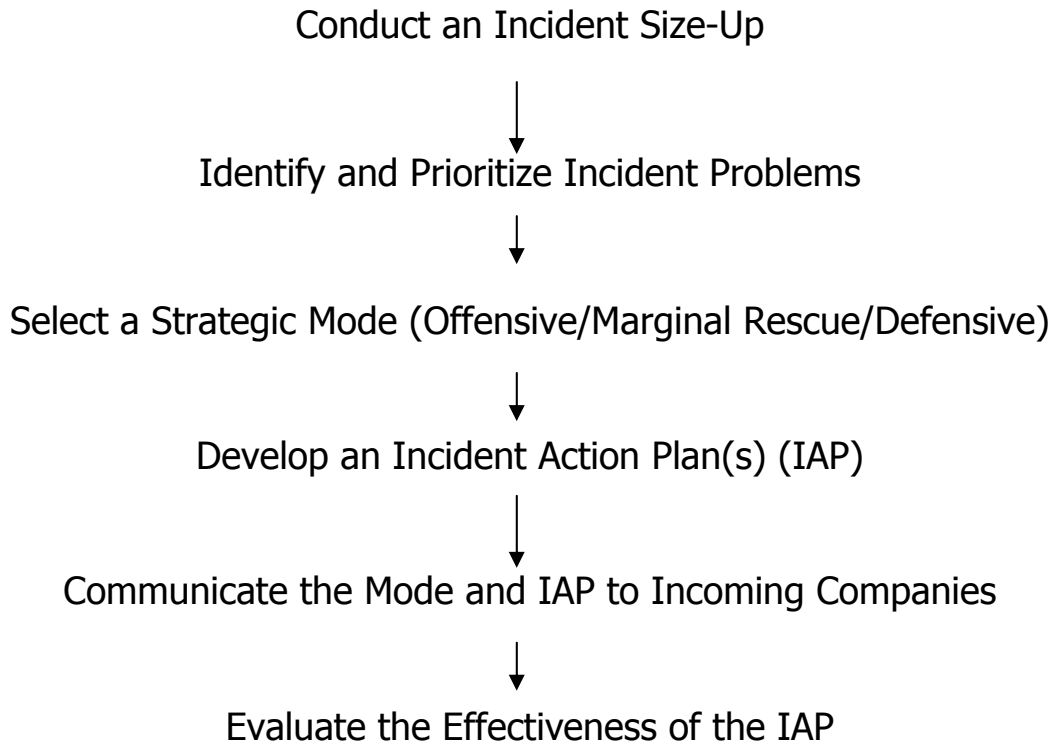 Conduct an Incident Size-Up
Identify and Prioritize Incident Problems
Select a Strategic Mode (Offensive/Marginal Rescue/Defensive)
Develop an Incident Action Plan(s) (IAP)
Communicate the Mode and IAP to Incoming Companies
Evaluate the Effectiveness of the IAP